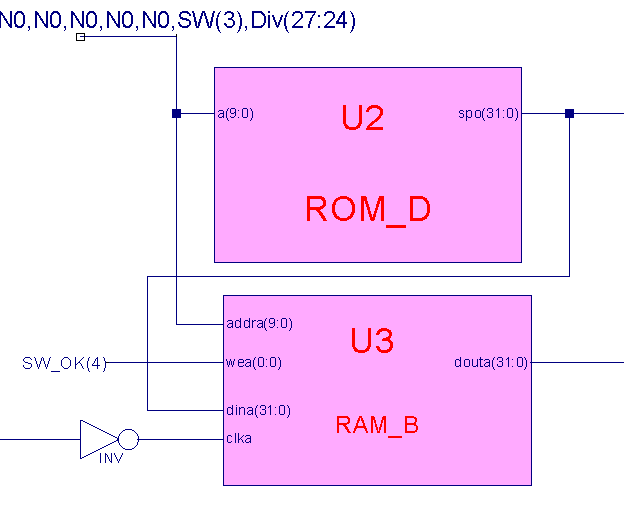 N0,N0,N0,N0,N0,SW(3),Div(27:24)
a(9:0)
U2
spo(31:0)
ROM_D
addra(9:0)
U3
SW_OK(4)
wea(0:0)
douta(31:0)
dina(31:0)
RAM_B
clka
INV